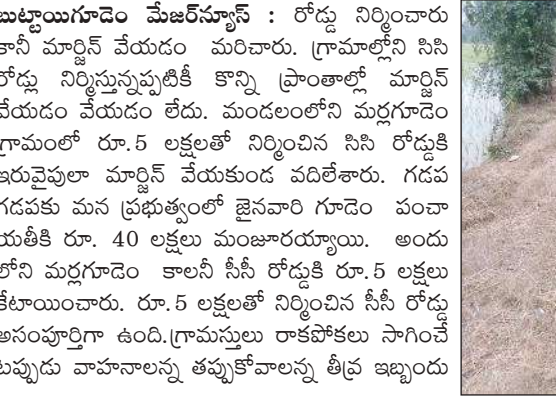 బుట్టాయిగూడెం మేజర్‌న్యూస్ : రోడ్డు నిర్మించారు
కానీ మార్జిన్ వేయడం మరిచారు. గ్రామాల్లోని సిసి
రోడ్లు నిర్మిస్తున్నప్పటికీ కొన్ని ప్రాంతాల్లో మార్జిన్
వేయడం వేయడం లేదు. మండలంలోని మర్లగూడెం
గ్రామంలో రూ.5 లక్షలతో నిర్మించిన సిసి రోడ్డుకి
ఇరువైపులా మార్జిన్ వేయకుండ వదిలేశారు. గడప
గడపకు మన ప్రభుత్వంలో జైనవారి గూడెం పంచా
యతీకి రూ. 40 లక్షలు మంజూరయ్యాయి. అందు
లోని మర్లగూడెం కాలనీ సీసీ రోడ్డుకి రూ.5 లక్షలు
కేటాయించారు. రూ.5 లక్షలతో నిర్మించిన సీసీ రోడ్డు
అసంపూర్తిగా ఉంది.గ్రామస్తులు రాకపోకలు సాగించే
టప్పుడు వాహనాలన్న తప్పుకోవాలన్న తీవ్ర ఇబ్బందు